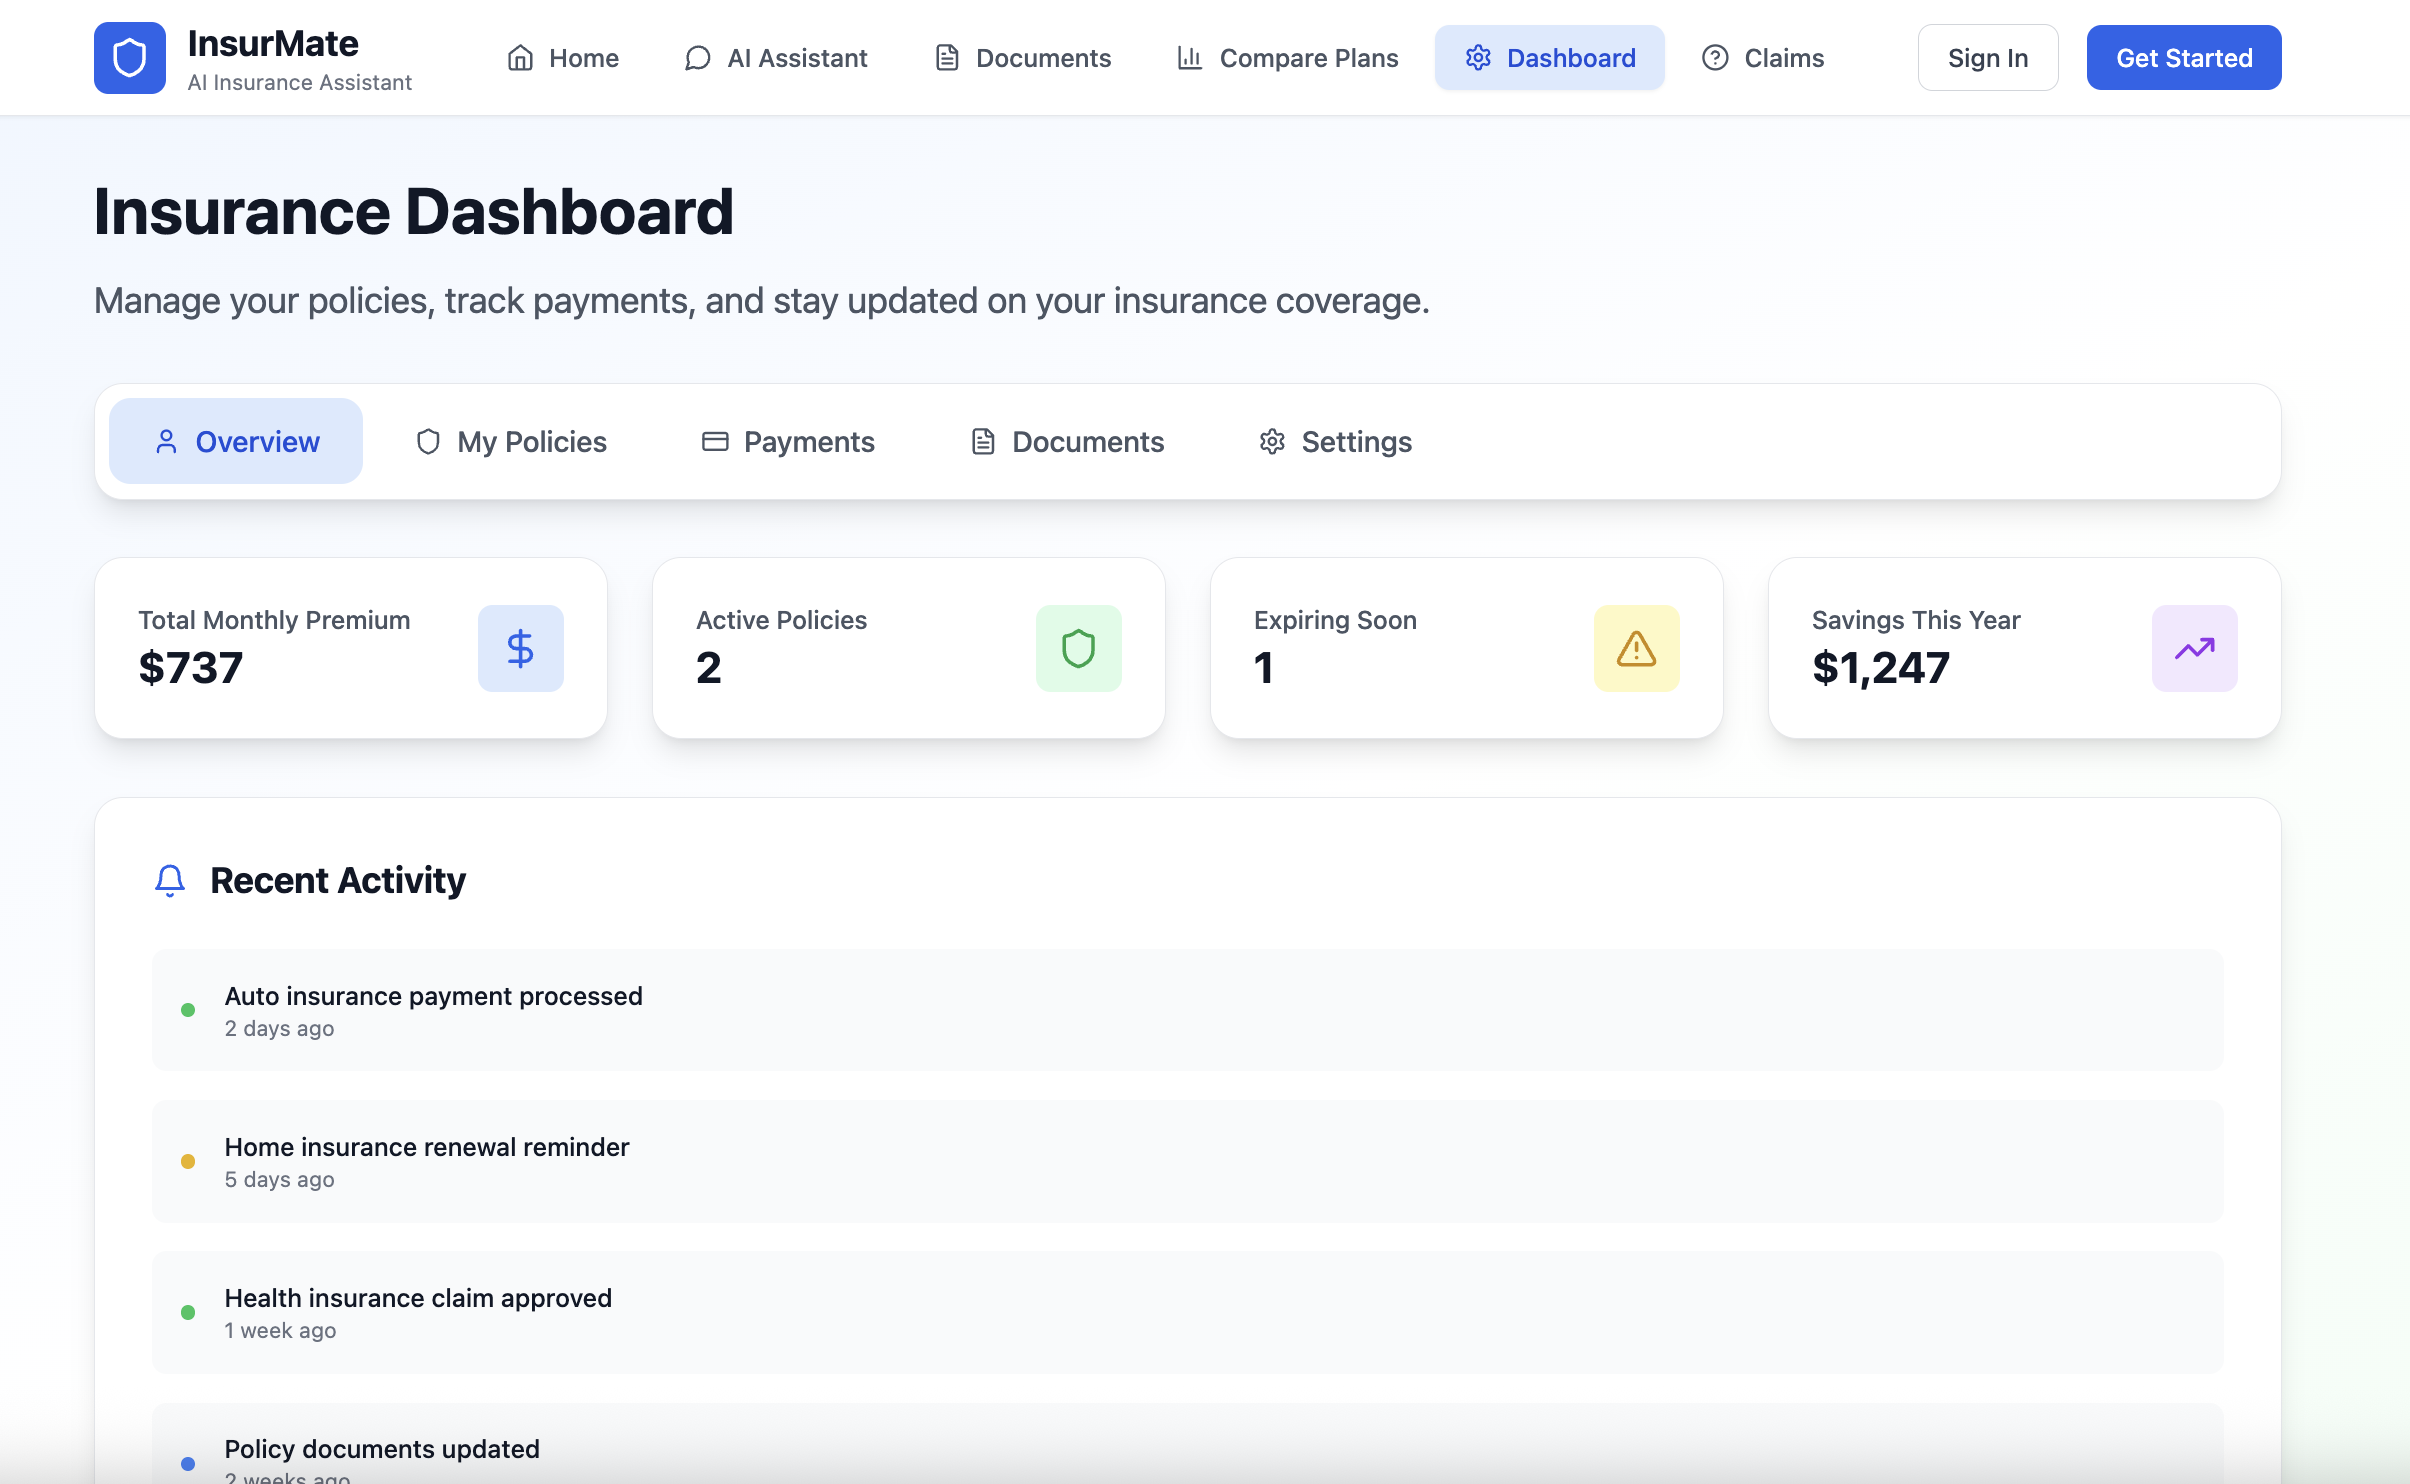 InsurMate
AI Insurance Assistant
Home
AI Assistant
Documents
Compare Plans
Dashboard
Claims
Sign In
Get Started
Insurance Dashboard
Manage your policies, track payments, and stay updated on your insurance coverage.
Overview
My Policies
Payments
Documents
Settings
Total Monthly Premium
$737
Active Policies
2
Expiring Soon
1
Savings This Year
$1,247
Recent Activity
Auto insurance payment processed
2 days ago
Home insurance renewal reminder
5 days ago
Health insurance claim approved
1 week ago
Policy documents updated
2 weeks ago